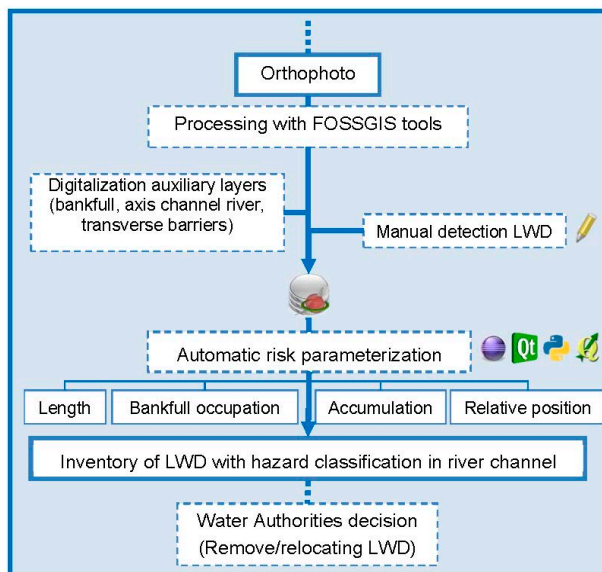 Orthophoto
Processing with FOSSGIS tools
Digitalization auxiliary layers
(bankfull, axis channel river,
transverse barriers)
Manual detection LWD
Automatic risk parameterization
Qt
Length
Bankfull occupation
Accumulation
Relative position
Inventory of LWD with hazard classification in river channel
Water Authorities decision
(Remove/relocating LWD)